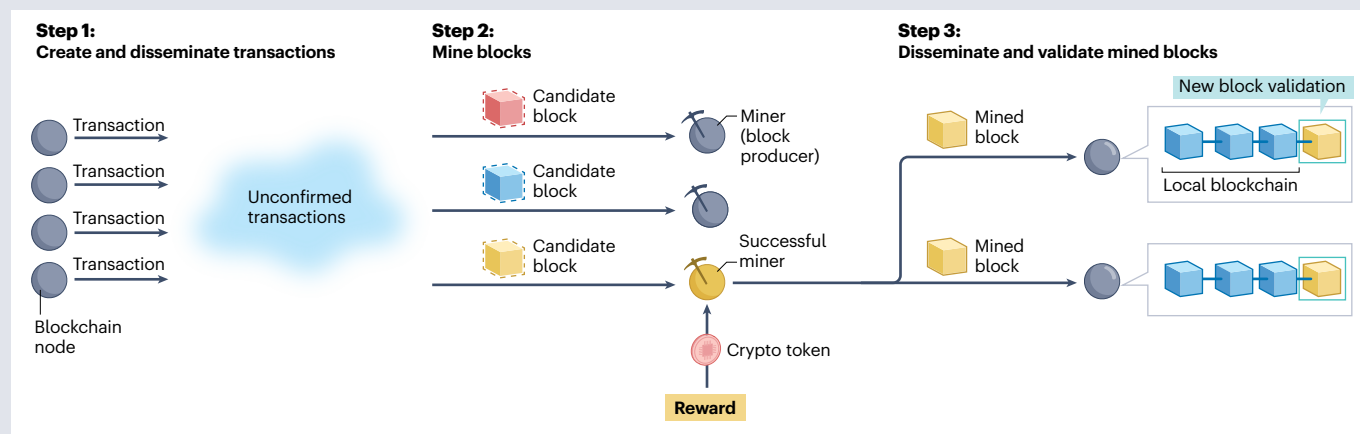 Step 1:
Create and disseminate transactions
Transaction
Transaction
Transaction
Transaction
Blockchain
node
Unconfirmed
transactions
Step 2:
Mine blocks
Candidate
block
Miner
(block
producer)
Candidate
block
Candidate
block
Successful
miner
Crypto token
Reward
Step 3:
Disseminate and validate mined blocks
New block validation
Mined
block
Local blockchain
Mined
block